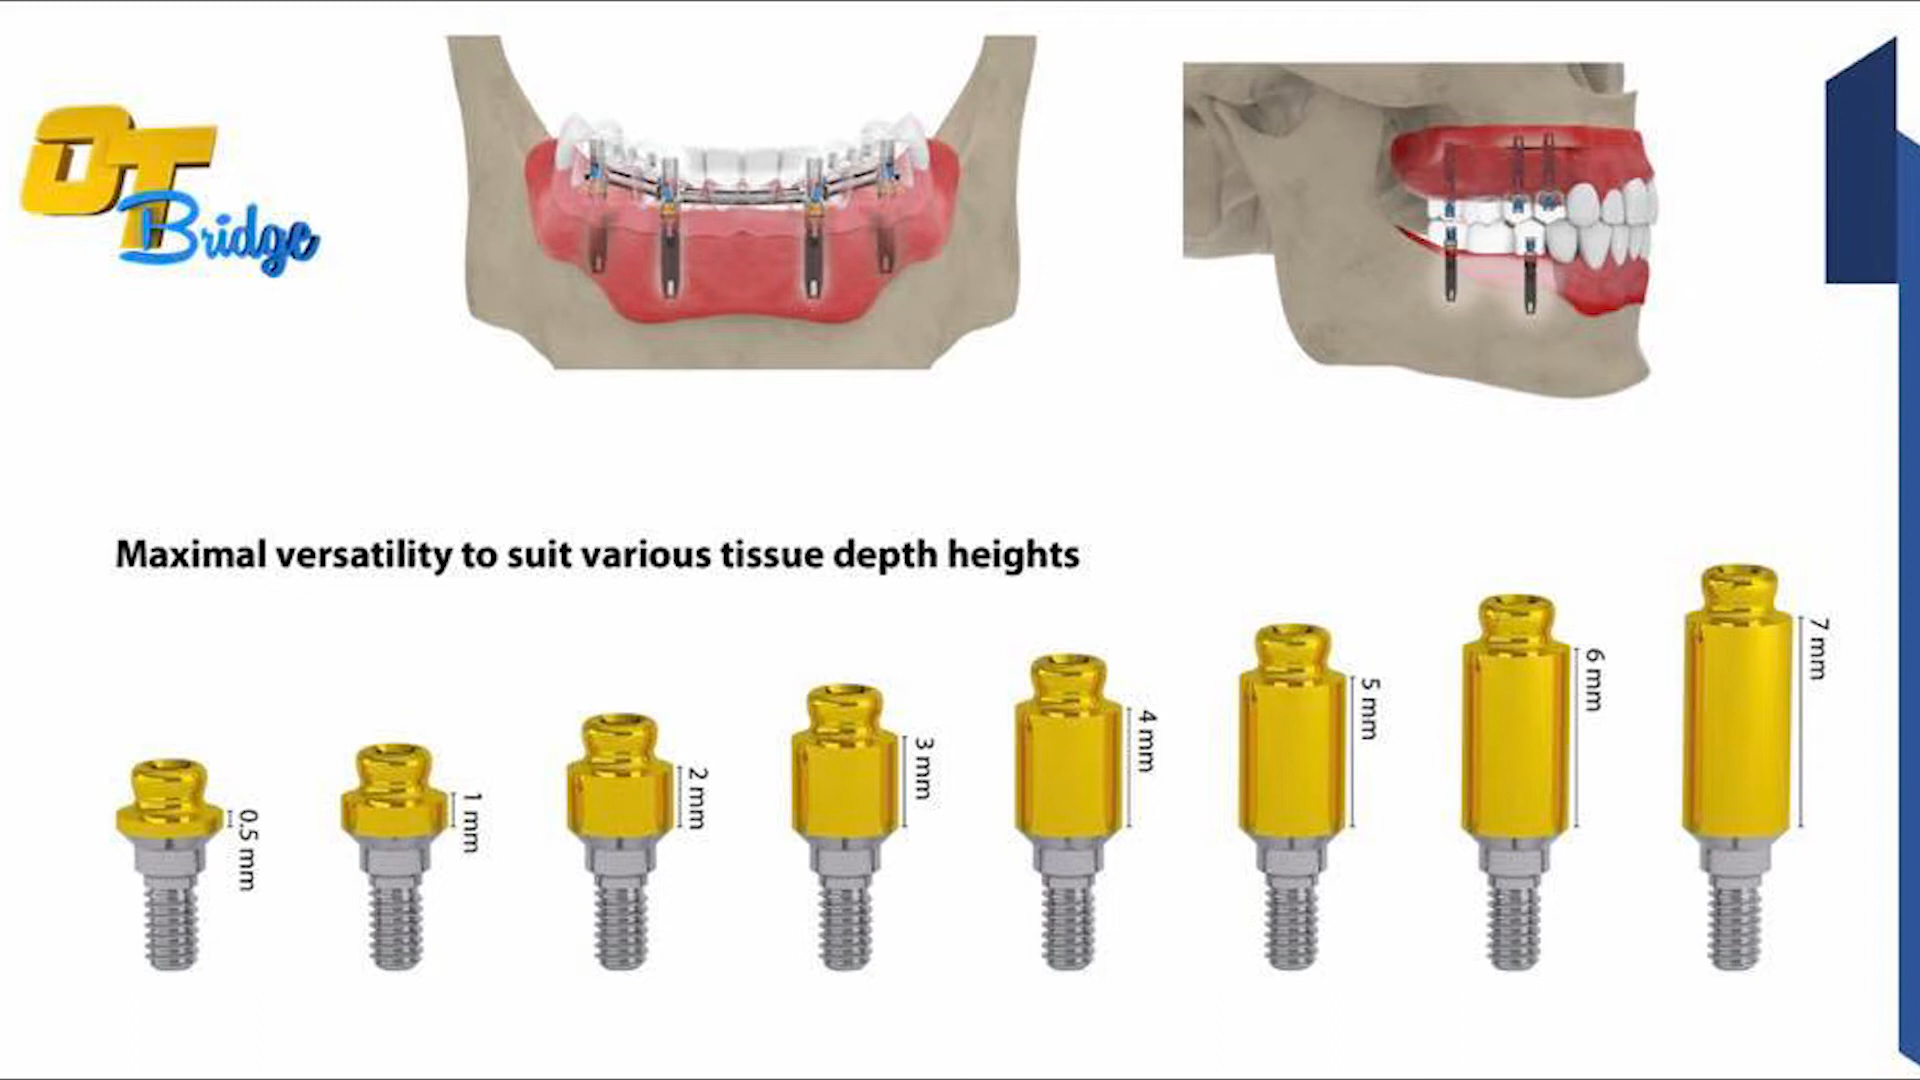 OT
Bridge
Maximal versatility to suit various tissue depth heights
0.5 mm
1 mm
2 mm
3 mm
4 mm
5 mm
6 mm
7 mm